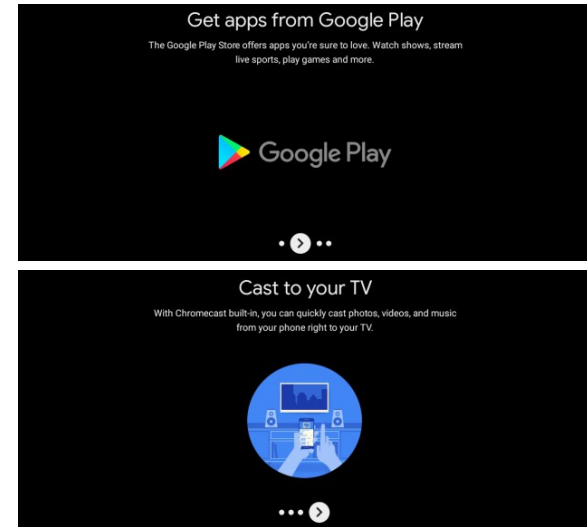 Get apps from Google Play
The Google Play Store offers apps you're sure to love. Watch shows, stream
live sports, play games and more.
Google Play
Cast to your TV
With Chromecast built-in, you can quickly cast photos, videos, and music
from your phone right to your TV.